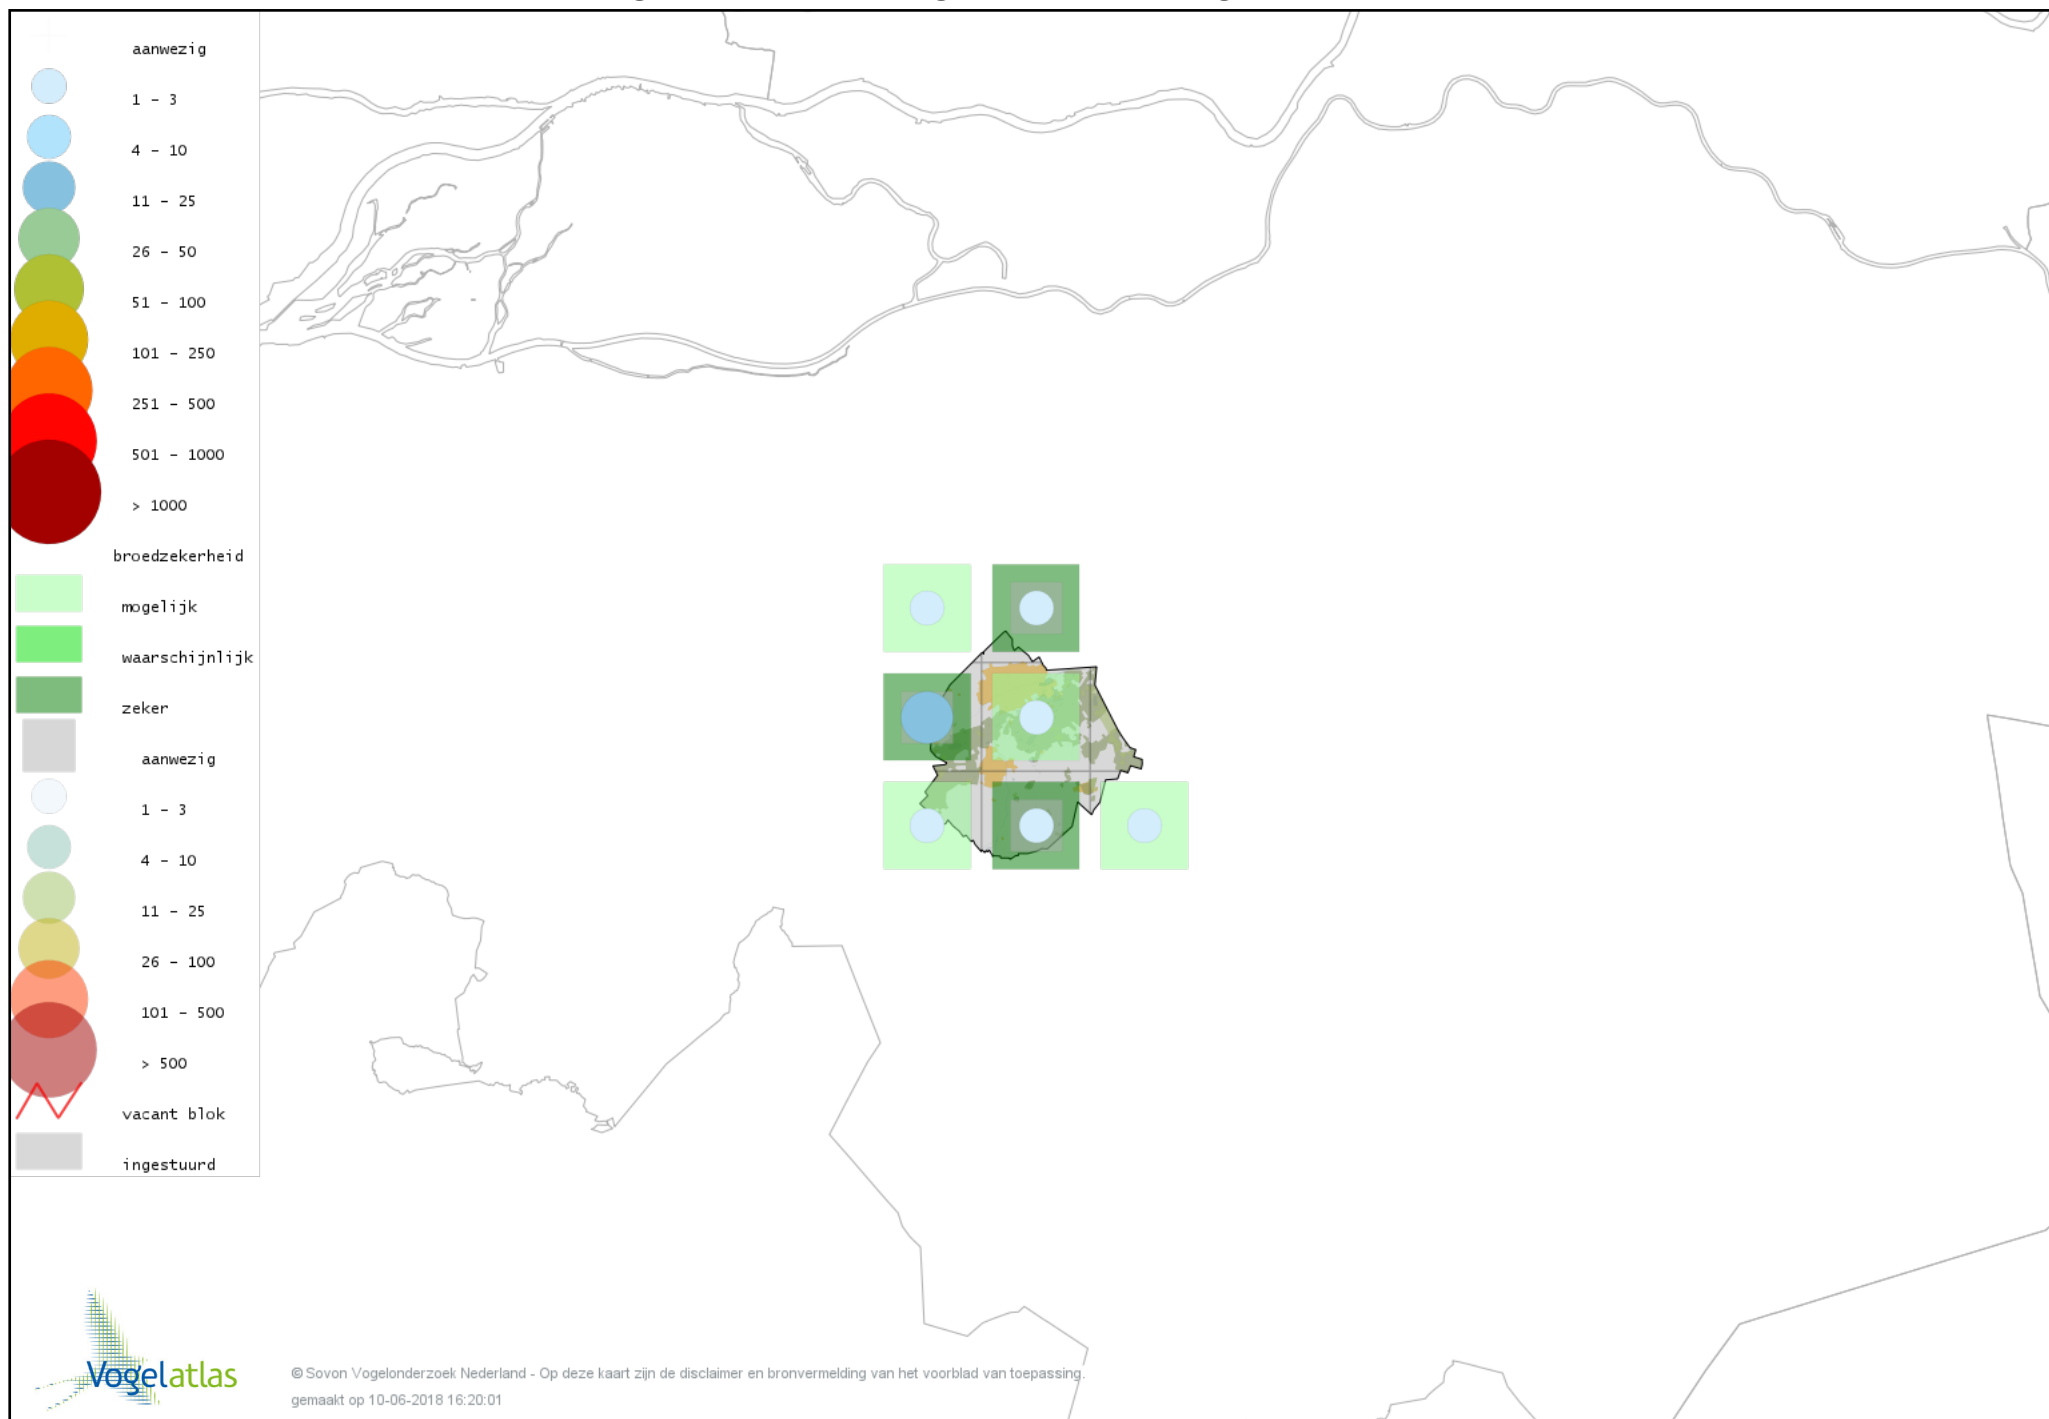 aanwezig
1 - 3
4 - 10
11 - 25
26 - 50
51 - 100
101 - 250
251 - 500
501 - 1000
> 1000
broedzekerheid
mogelijk
waarschijnlijk
zeker
aanwezig
1 - 3
4 - 10
11 - 25
26 - 100
101 - 500
> 500
vacant blok
ingestuurd
Vogelatlas
© Sovon Vogelonderzoek Nederland - Op deze kaart zijn de disclaimer en bronvermelding van het voorblad van toepassing.
gemaakt op 10-06-2018 16:20:01